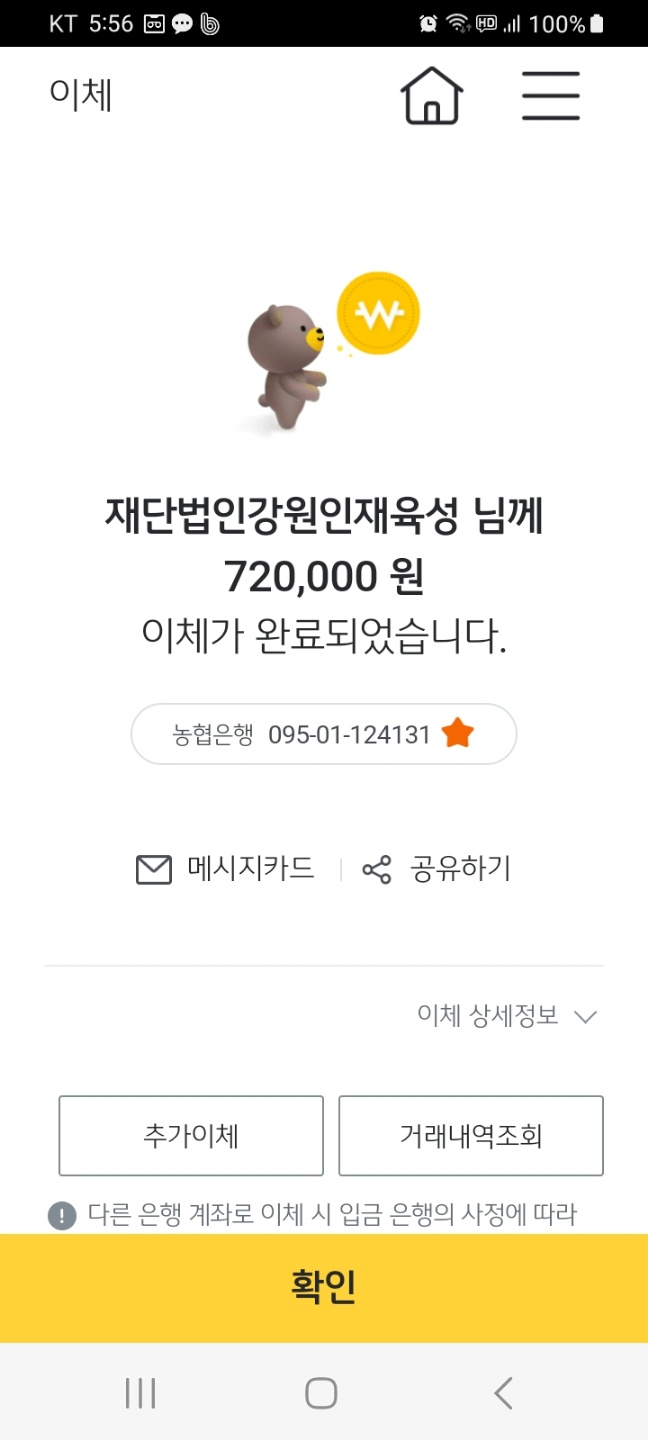 KT 5:56 HD 100%
이체
재단법인강원인재육성 님께
720,000 원
이체가 완료되었습니다.
농협은행 095-01-124131
메시지카드 공유하기
이체 상세정보
추가이체 거래내역조회
다른 은행 계좌로 이체 시 입금 은행의 사정에 따라
확인